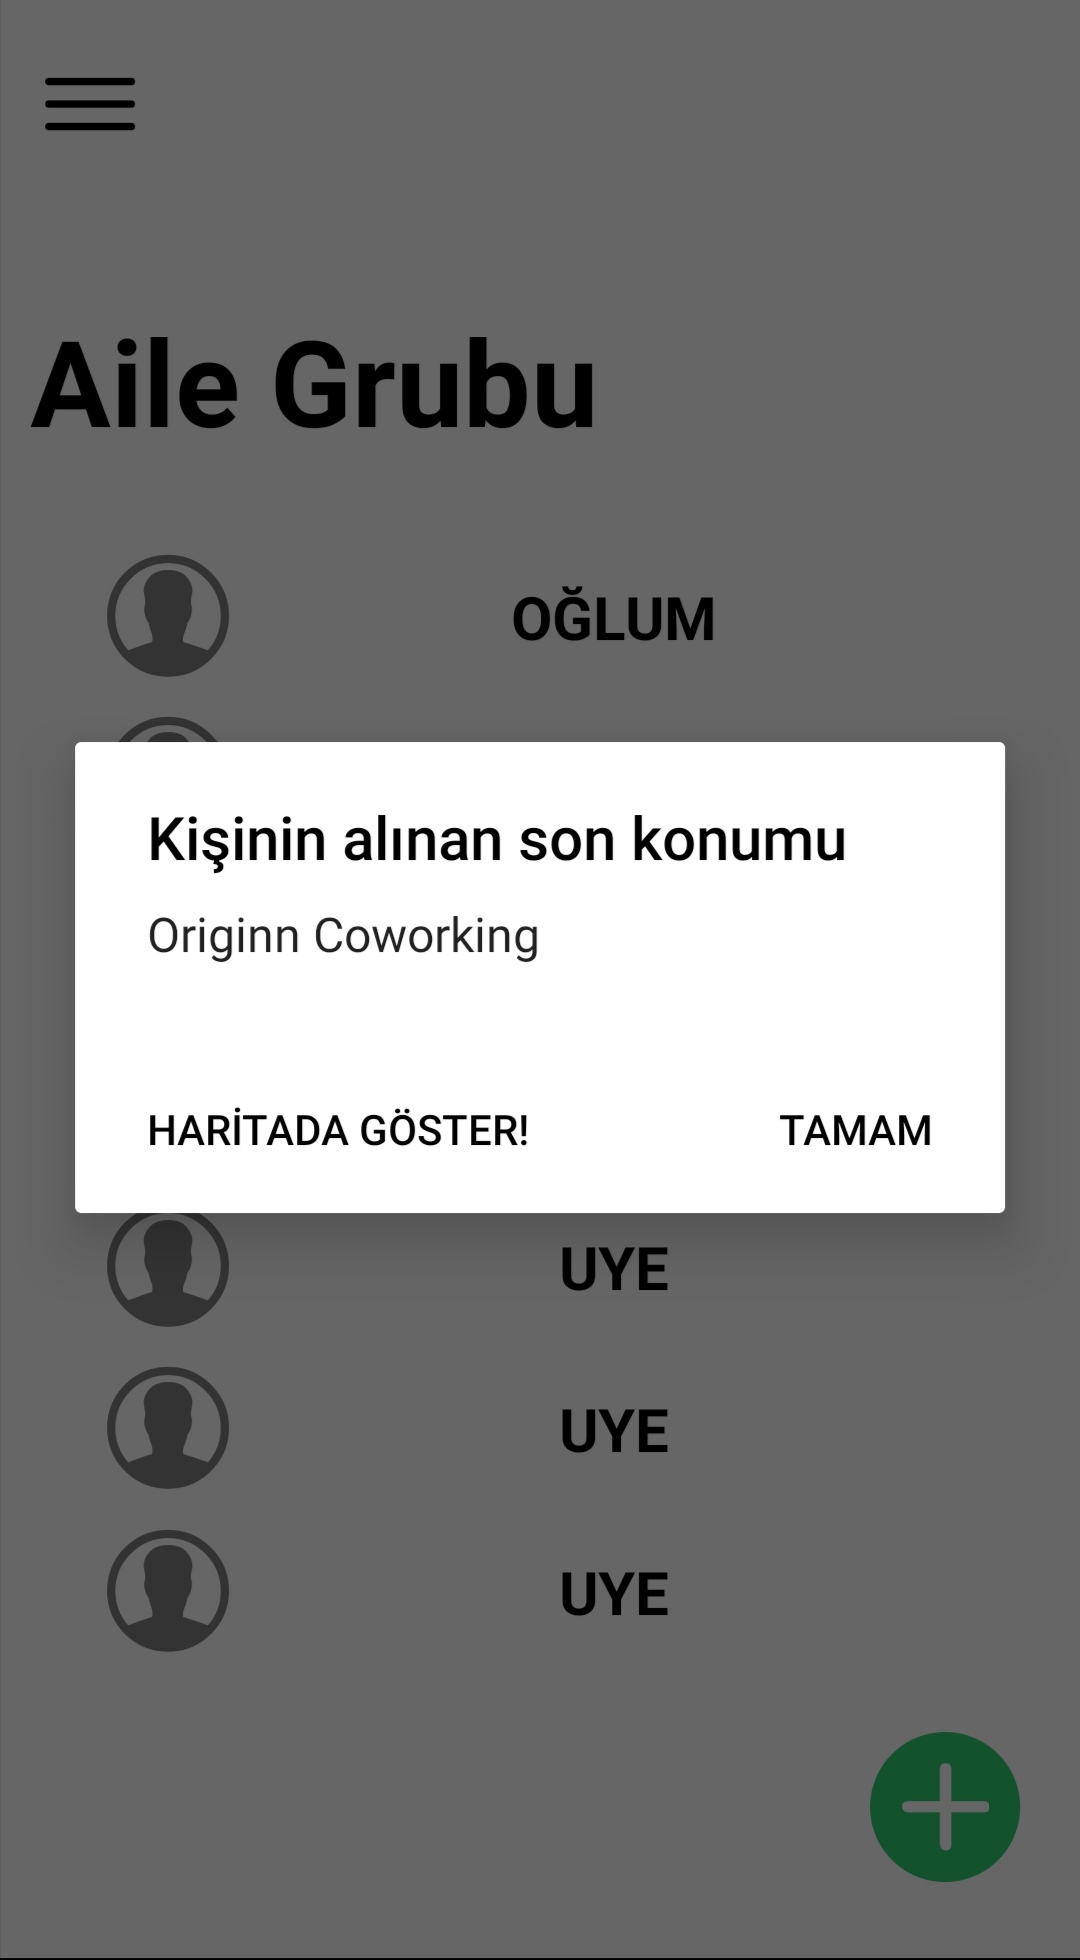 Aile Grubu
OĞLUM
Kişinin alınan son konumu
Originn Coworking
HARİTADA GÖSTER!
TAMAM
UYE
UYE
UYE